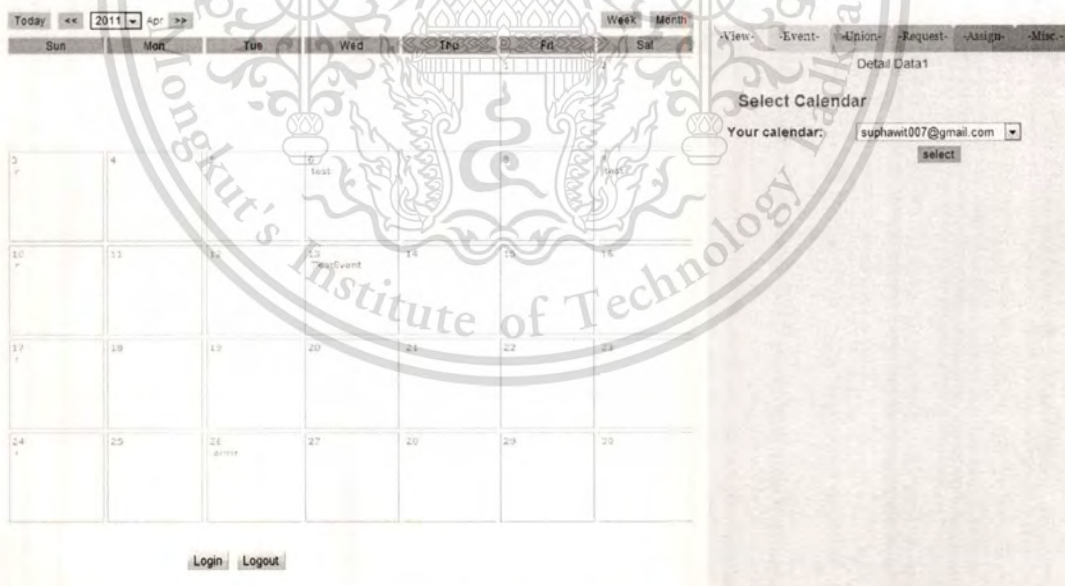 Today << 2011 Apr >> Week Month
Sun Mon Tue Wed Thu Fri Sat
1 2
3 4 5 6 7 8 9
r test test
10 11 12 13 14 15 16
r TestEvent
17 18 19 20 21 22 23
r
24 25 26 27 28 29 30
r
Login Logout
-View- -Event- -Union- -Request- -Assign- -Misc.-
Detail Data1
Select Calendar
Your calendar: suphawit007@gmail.com
select
Mongkut's Institute of Technology